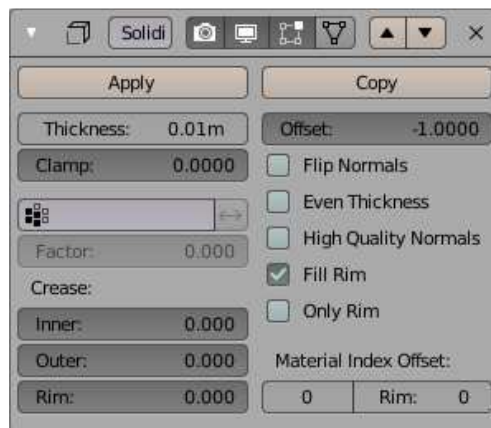 Solidi
Apply
Copy
Thickness: 0.01m
Offset: -1.0000
Clamp: 0.0000
Flip Normals
Even Thickness
High Quality Normals
Factor: 0.000
Fill Rim
Crease:
Only Rim
Inner: 0.000
Outer: 0.000
Material Index Offset:
Rim: 0.000
0
Rim: 0